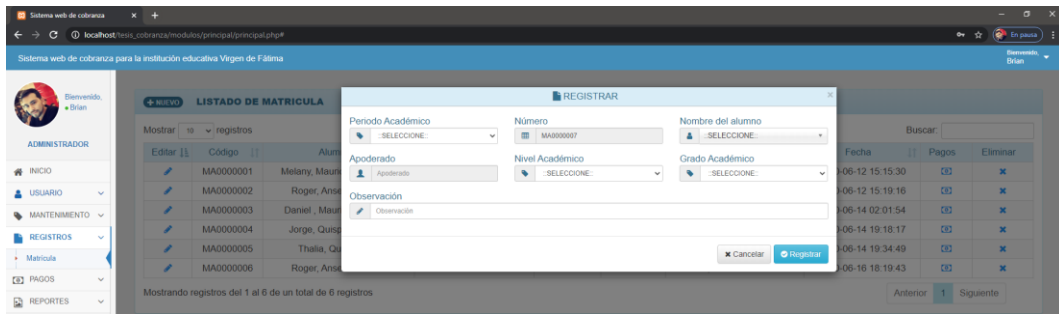 Sistema web de cobranza
localhost/tesis_cobranza/modulos/principal/principal.php#
En pausa
Sistema web de cobranza para la institución educativa Virgen de Fátima
Bienvenido,
Brian
Bienvenido,
Brian
ADMINISTRADOR
INICIO
USUARIO
MANTENIMIENTO
REGISTROS
Matrícula
PAGOS
REPORTES
+ NUEVO LISTADO DE MATRICULA
Mostrar 10 registros
Buscar:
Editar Código Alum Fecha Pagos Eliminar
MA0000001 Melany, Mauri -06-12 15:15:30
MA0000002 Roger, Anse -06-12 15:19:16
MA0000003 Daniel , Maur -06-14 02:01:54
MA0000004 Jorge, Quisp -06-14 19:18:17
MA0000005 Thalia, Qu -06-14 19:34:49
MA0000006 Roger, Anse -06-16 18:19:43
Mostrando registros del 1 al 6 de un total de 6 registros
Anterior 1 Siguiente
REGISTRAR
Periodo Académico Número Nombre del alumno
::SELECCIONE:: MA0000007 ::SELECCIONE::
Apoderado Nivel Académico Grado Académico
Apoderado ::SELECCIONE:: ::SELECCIONE::
Observación
Observación
Cancelar Registrar